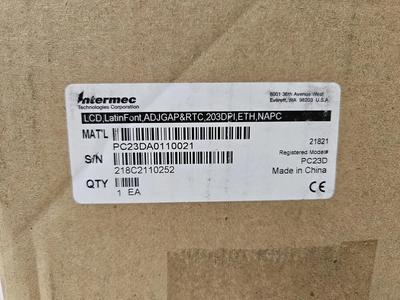 Intermec
Technologies Corporation
6001 36th Avenue West
Everett, WA 98203 U.S.A
LCD,LatinFont,ADJGAP&RTC,203DPI,ETH,NAPC
MAT'L
PC23DA0110021
21821
Registered Model#
PC23D
Made in China
S/N
218C2110252
QTY
1 EA
CE